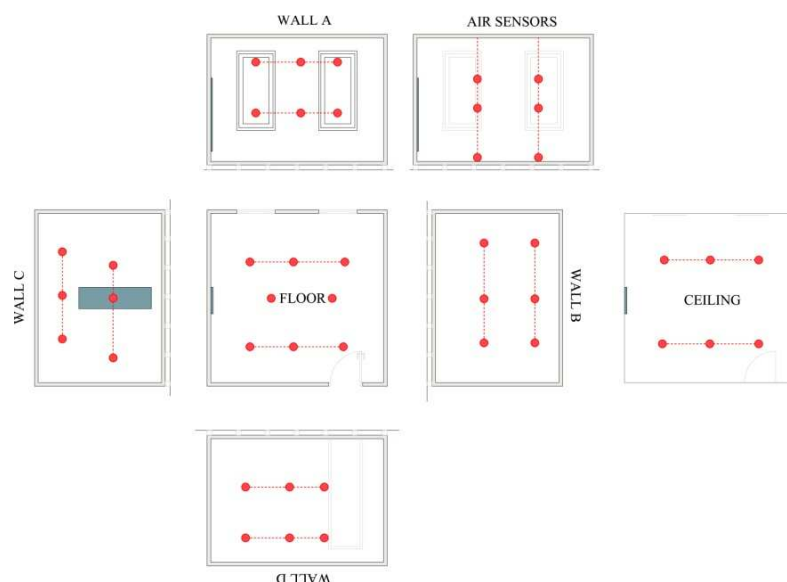 WALL A
AIR SENSORS
WALL C
FLOOR
WALL B
CEILING
WALL D